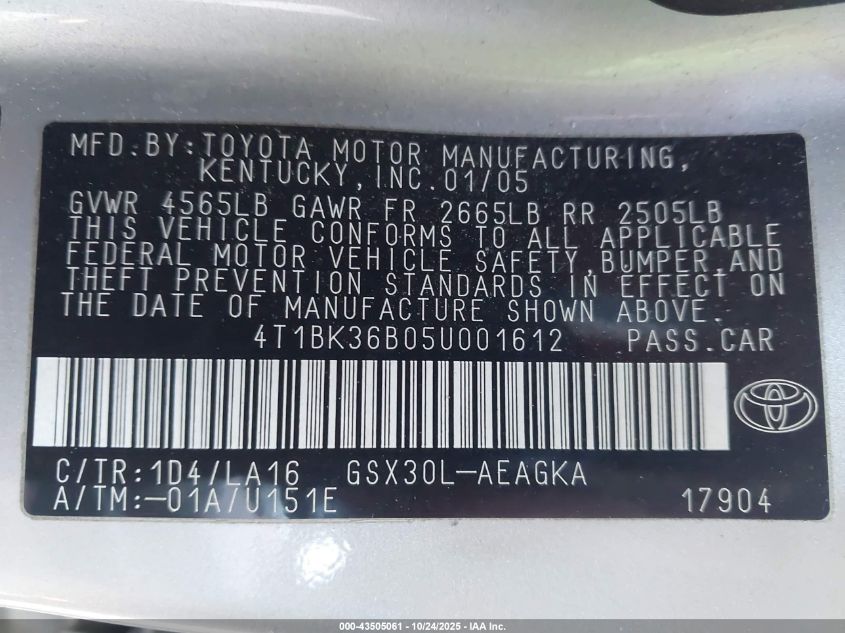 MFD.BY:TOYOTA MOTOR MANUFACTURING,
KENTUCKY,INC.01/05
GVWR 4565LB GAWR FR 2665LB RR 2505LB
THIS VEHICLE CONFORMS TO ALL APPLICABLE
FEDERAL MOTOR VEHICLE SAFETY,BUMPER,AND
THEFT PREVENTION STANDARDS IN EFFECT ON
THE DATE OF MANUFACTURE SHOWN ABOVE.
4T1BK36B05U001612 PASS.CAR
C/TR:1D4/LA16 GSX30L-AEAGKA
A/TM:-01A/U151E 17904
000-43505061 - 10/24/2025 - IAA Inc.